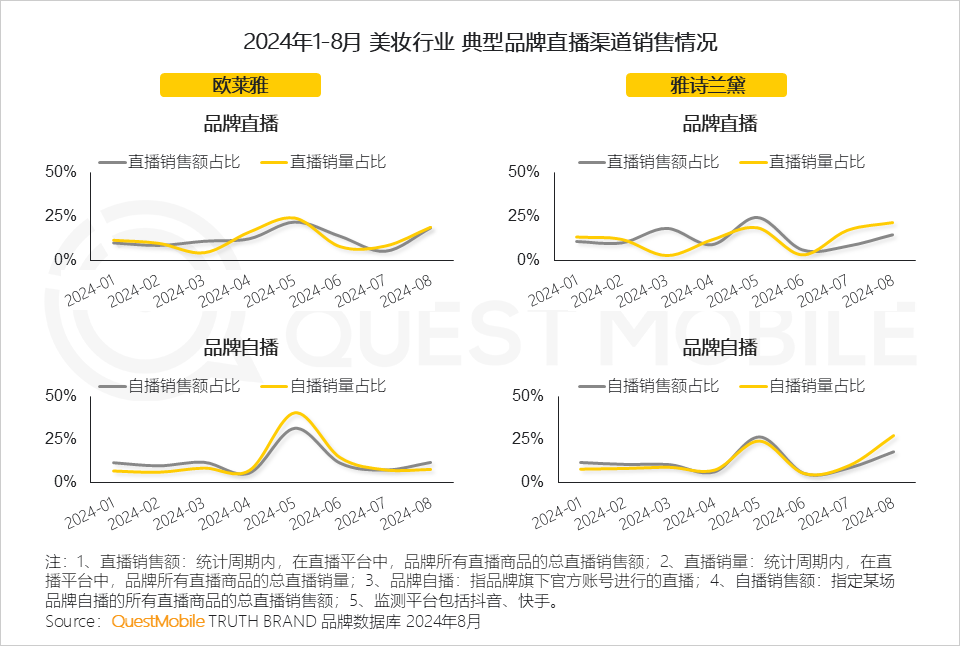 2024年1-8月 美妆行业 典型品牌直播渠道销售情况
欧莱雅
品牌直播
直播销售额占比 直播销量占比
50%
25%
0%
2024-01 2024-02 2024-03 2024-04 2024-05 2024-06 2024-07 2024-08
品牌自播
自播销售额占比 自播销量占比
50%
25%
0%
2024-01 2024-02 2024-03 2024-04 2024-05 2024-06 2024-07 2024-08
雅诗兰黛
品牌直播
直播销售额占比 直播销量占比
50%
25%
0%
2024-01 2024-02 2024-03 2024-04 2024-05 2024-06 2024-07 2024-08
品牌自播
自播销售额占比 自播销量占比
50%
25%
0%
2024-01 2024-02 2024-03 2024-04 2024-05 2024-06 2024-07 2024-08
QUEST MOBILE
注：1、直播销售额：统计周期内，在直播平台中，品牌所有直播商品的总直播销售额；2、直播销量：统计周期内，在直
播平台中，品牌所有直播商品的总直播销量；3、品牌自播：指品牌旗下官方账号进行的直播；4、自播销售额：指定某场
品牌自播的所有直播商品的总直播销售额；5、监测平台包括抖音、快手。
Source：QuestMobile TRUTH BRAND 品牌数据库 2024年8月